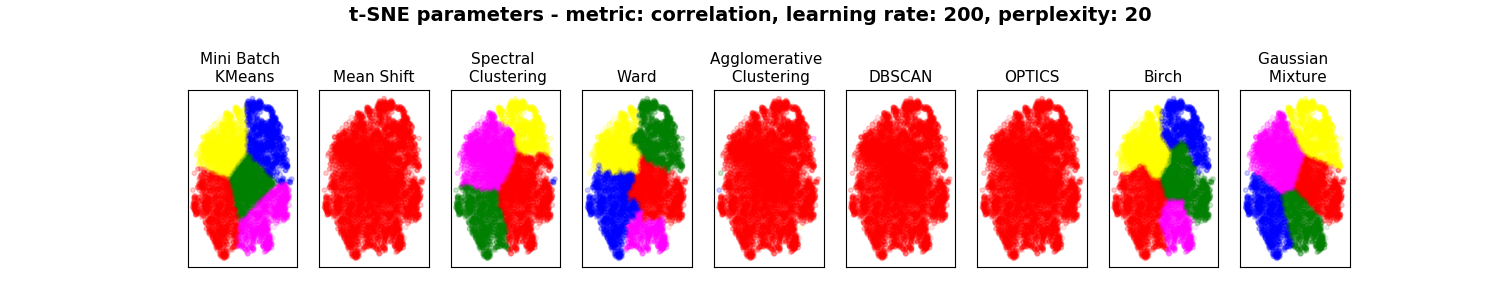 t-SNE parameters - metric: correlation, learning rate: 200, perplexity: 20
Mini Batch
KMeans
Mean Shift
Spectral
Clustering
Ward
Agglomerative
Clustering
DBSCAN
OPTICS
Birch
Gaussian
Mixture